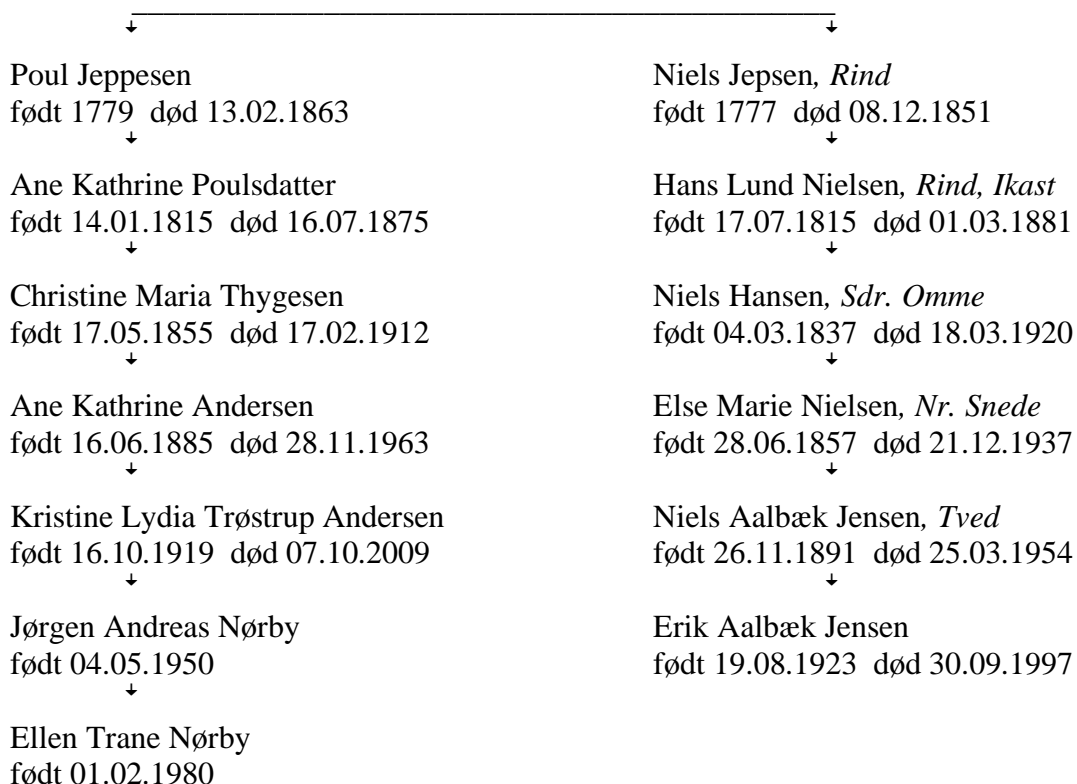 Poul Jeppesen
født 1779 død 13.02.1863
Ane Kathrine Poulsdatter
født 14.01.1815 død 16.07.1875
Christine Maria Thygesen
født 17.05.1855 død 17.02.1912
Ane Kathrine Andersen
født 16.06.1885 død 28.11.1963
Kristine Lydia Trøstrup Andersen
født 16.10.1919 død 07.10.2009
Jørgen Andreas Nørby
født 04.05.1950
Ellen Trane Nørby
født 01.02.1980
Niels Jepsen, Rind
født 1777 død 08.12.1851
Hans Lund Nielsen, Rind, Ikast
født 17.07.1815 død 01.03.1881
Niels Hansen, Sdr. Omme
født 04.03.1837 død 18.03.1920
Else Marie Nielsen, Nr. Snede
født 28.06.1857 død 21.12.1937
Niels Aalbæk Jensen, Tved
født 26.11.1891 død 25.03.1954
Erik Aalbæk Jensen
født 19.08.1923 død 30.09.1997